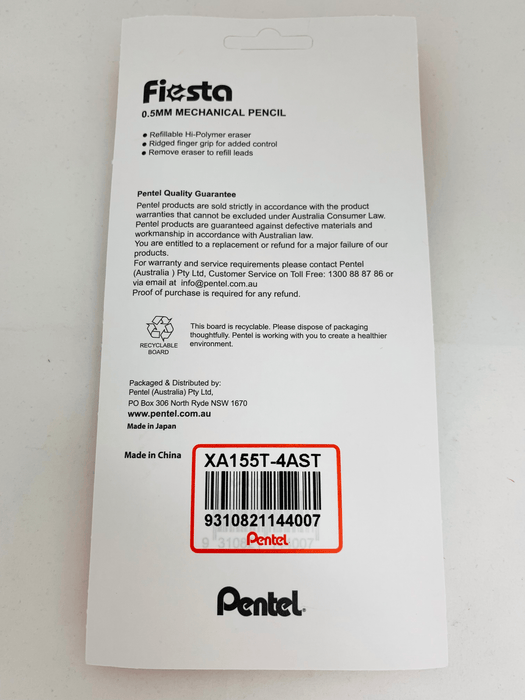 Fiesta
0.5MM MECHANICAL PENCIL
• Refillable Hi-Polymer eraser
• Ridged finger grip for added control
• Remove eraser to refill leads
Pentel Quality Guarantee
Pentel products are sold strictly in accordance with the product
warranties that cannot be excluded under Australia Consumer Law.
Pentel products are guaranteed against defective materials and
workmanship in accordance with Australian law.
You are entitled to a replacement or refund for a major failure of our
products.
For warranty and service requirements please contact Pentel
(Australia ) Pty Ltd, Customer Service on Toll Free: 1300 88 87 86 or
via email at info@pentel.com.au
Proof of purchase is required for any refund.
RECYCLABLE
BOARD
This board is recyclable. Please dispose of packaging
thoughtfully. Pentel is working with you to create a healthier
environment.
Packaged & Distributed by:
Pentel (Australia) Pty Ltd,
PO Box 306 North Ryde NSW 1670
www.pentel.com.au
Made in Japan
Made in China
XA155T-4AST
9310821144007
Pentel
Pentel